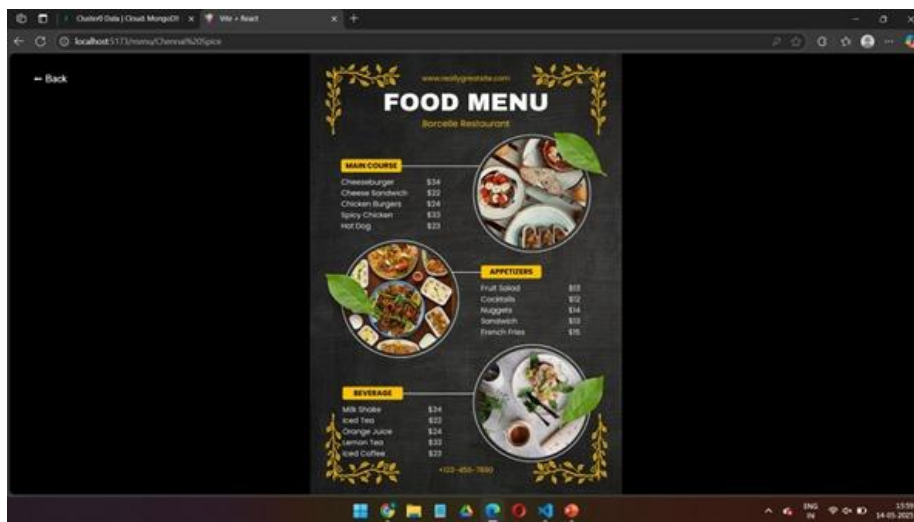 Cluster0 Data | Cloud: MongoDB
Vite + React
localhost:5173/menu/Chennai%20Spice
← Back
www.reallygreatsite.com
FOOD MENU
Borcelle Restaurant
MAIN COURSE
Cheeseburger $34
Cheese Sandwich $22
Chicken Burgers $24
Spicy Chicken $33
Hot Dog $23
APPETIZERS
Fruit Salad $13
Cocktails $12
Nuggets $14
Sandwich $13
French Fries $15
BEVERAGE
Milk Shake $34
Iced Tea $22
Orange Juice $24
Lemon Tea $33
Iced Coffee $23
+123-456-7890
ENG
IN
15:59
14-05-2025